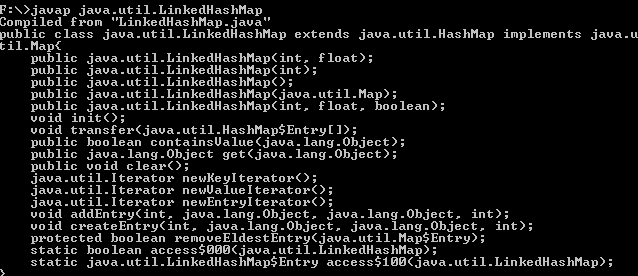 F:\>javap java.util.LinkedHashMap
Compiled from "LinkedHashMap.java"
public class java.util.LinkedHashMap extends java.util.HashMap implements java.u
til.Map{
    public java.util.LinkedHashMap(int, float);
    public java.util.LinkedHashMap(int);
    public java.util.LinkedHashMap();
    public java.util.LinkedHashMap(java.util.Map);
    public java.util.LinkedHashMap(int, float, boolean);
    void init();
    void transfer(java.util.HashMap$Entry[]);
    public boolean containsValue(java.lang.Object);
    public java.lang.Object get(java.lang.Object);
    public void clear();
    java.util.Iterator newKeyIterator();
    java.util.Iterator newValueIterator();
    java.util.Iterator newEntryIterator();
    void addEntry(int, java.lang.Object, java.lang.Object, int);
    void createEntry(int, java.lang.Object, java.lang.Object, int);
    protected boolean removeEldestEntry(java.util.Map$Entry);
    static boolean access$000(java.util.LinkedHashMap);
    static java.util.LinkedHashMap$Entry access$100(java.util.LinkedHashMap);
}